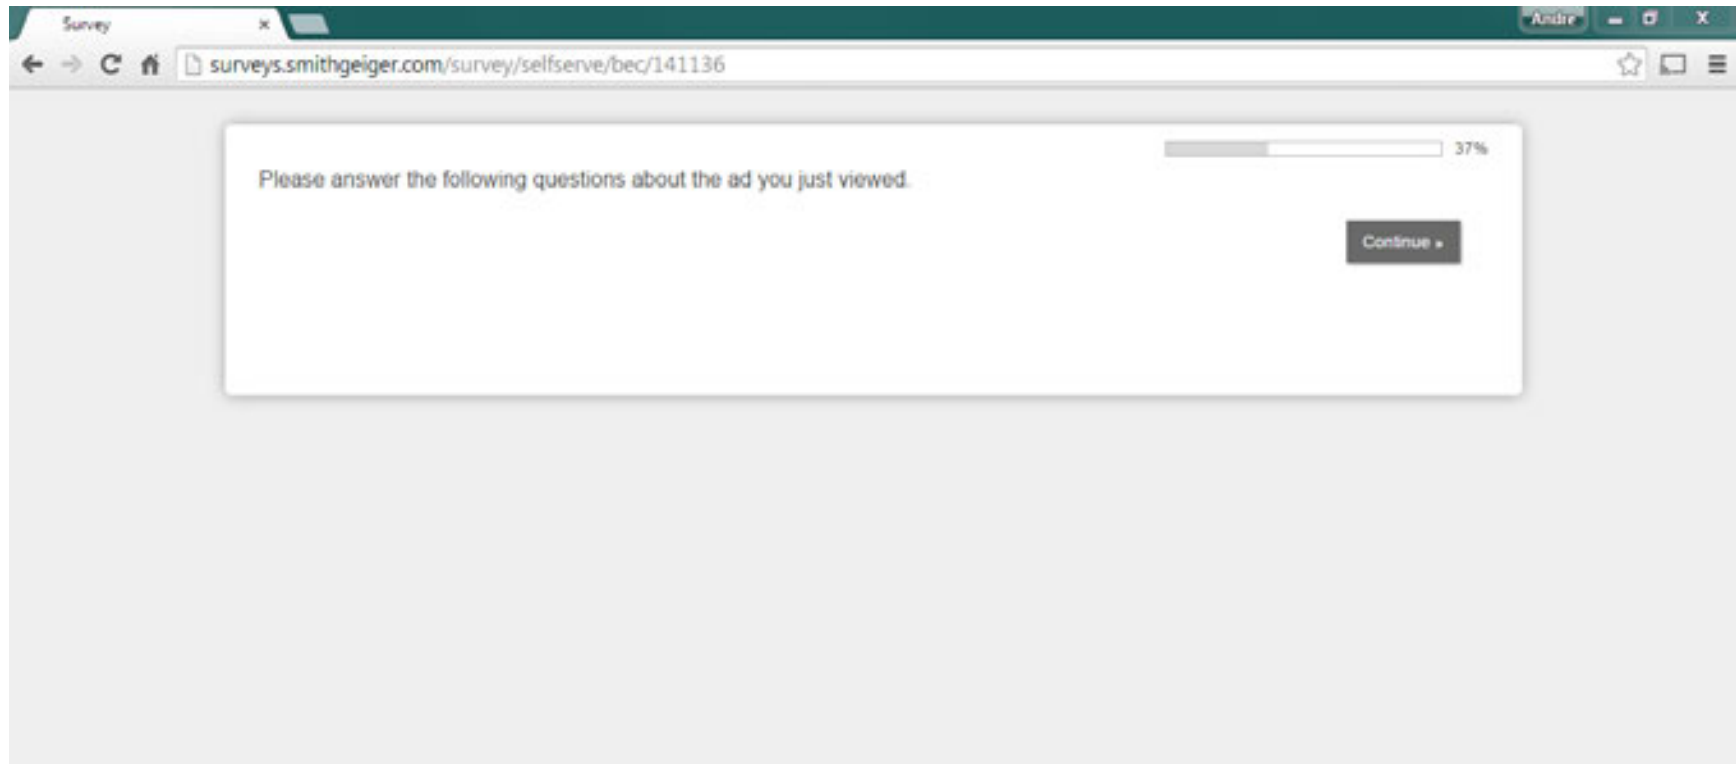 Survey
Andre
surveys.smithgeiger.com/survey/selfserve/bec/141136
37%
Please answer the following questions about the ad you just viewed.
Continue »